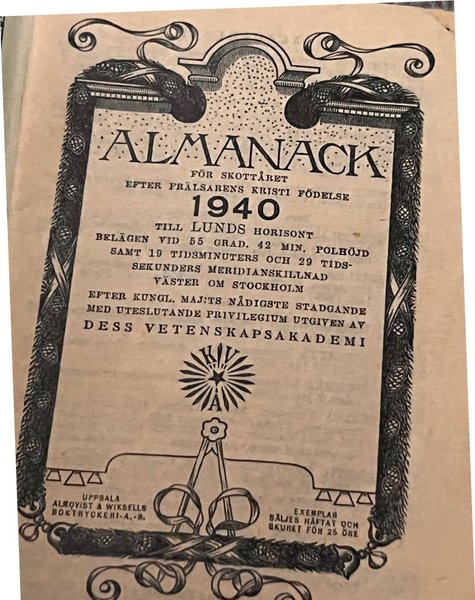 ALMANACK
FÖR SKOTTÅRET
EFTER FRÄLSARENS KRISTI FÖDELSE
1940
TILL LUNDS HORISONT
BELÄGEN VID 55 GRAD. 42 MIN. POLHÖJD
SAMT 19 TIDSMINUTERS OCH 29 TIDS-
SEKUNDERS MERIDIANSKILLNAD
VÄSTER OM STOCKHOLM
EFTER KUNGL. MAJ:TS NÅDIGSTE STADGANDE
MED UTESLUTANDE PRIVILEGIUM UTGIVEN AV
DESS VETENSKAPSAKADEMI
K V
A
UPPSALA
ALMQVIST & WIKSELLS
BOKTRYCKERI-A.-B.
EXEMPLAR
SÄLJES HÄFTAT OCH
SKURET FÖR 25 ÖRE